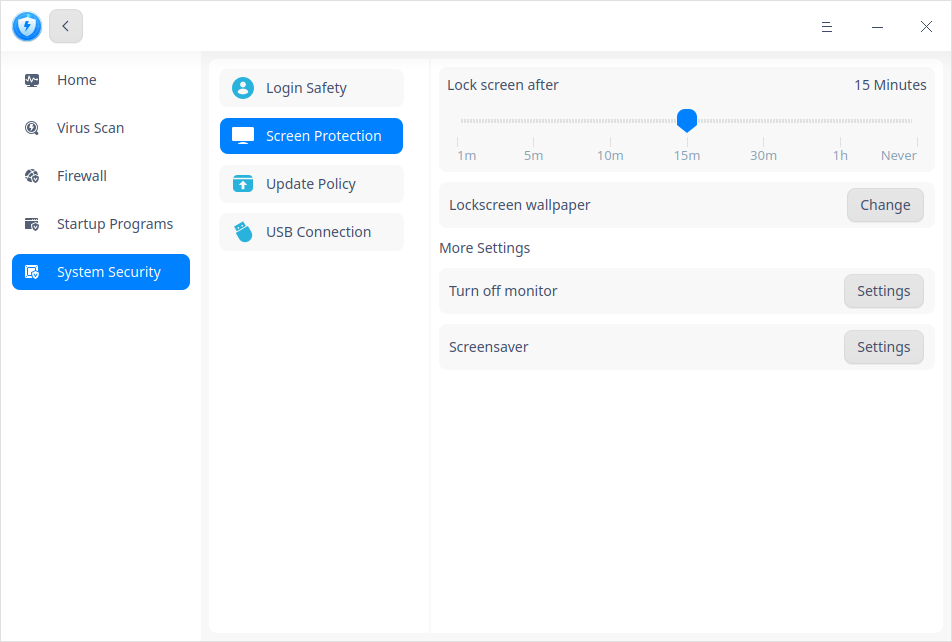 Home
Virus Scan
Firewall
Startup Programs
System Security
Login Safety
Screen Protection
Update Policy
USB Connection
Lock screen after 15 Minutes
1m 5m 10m 15m 30m 1h Never
Lockscreen wallpaper Change
More Settings
Turn off monitor Settings
Screensaver Settings